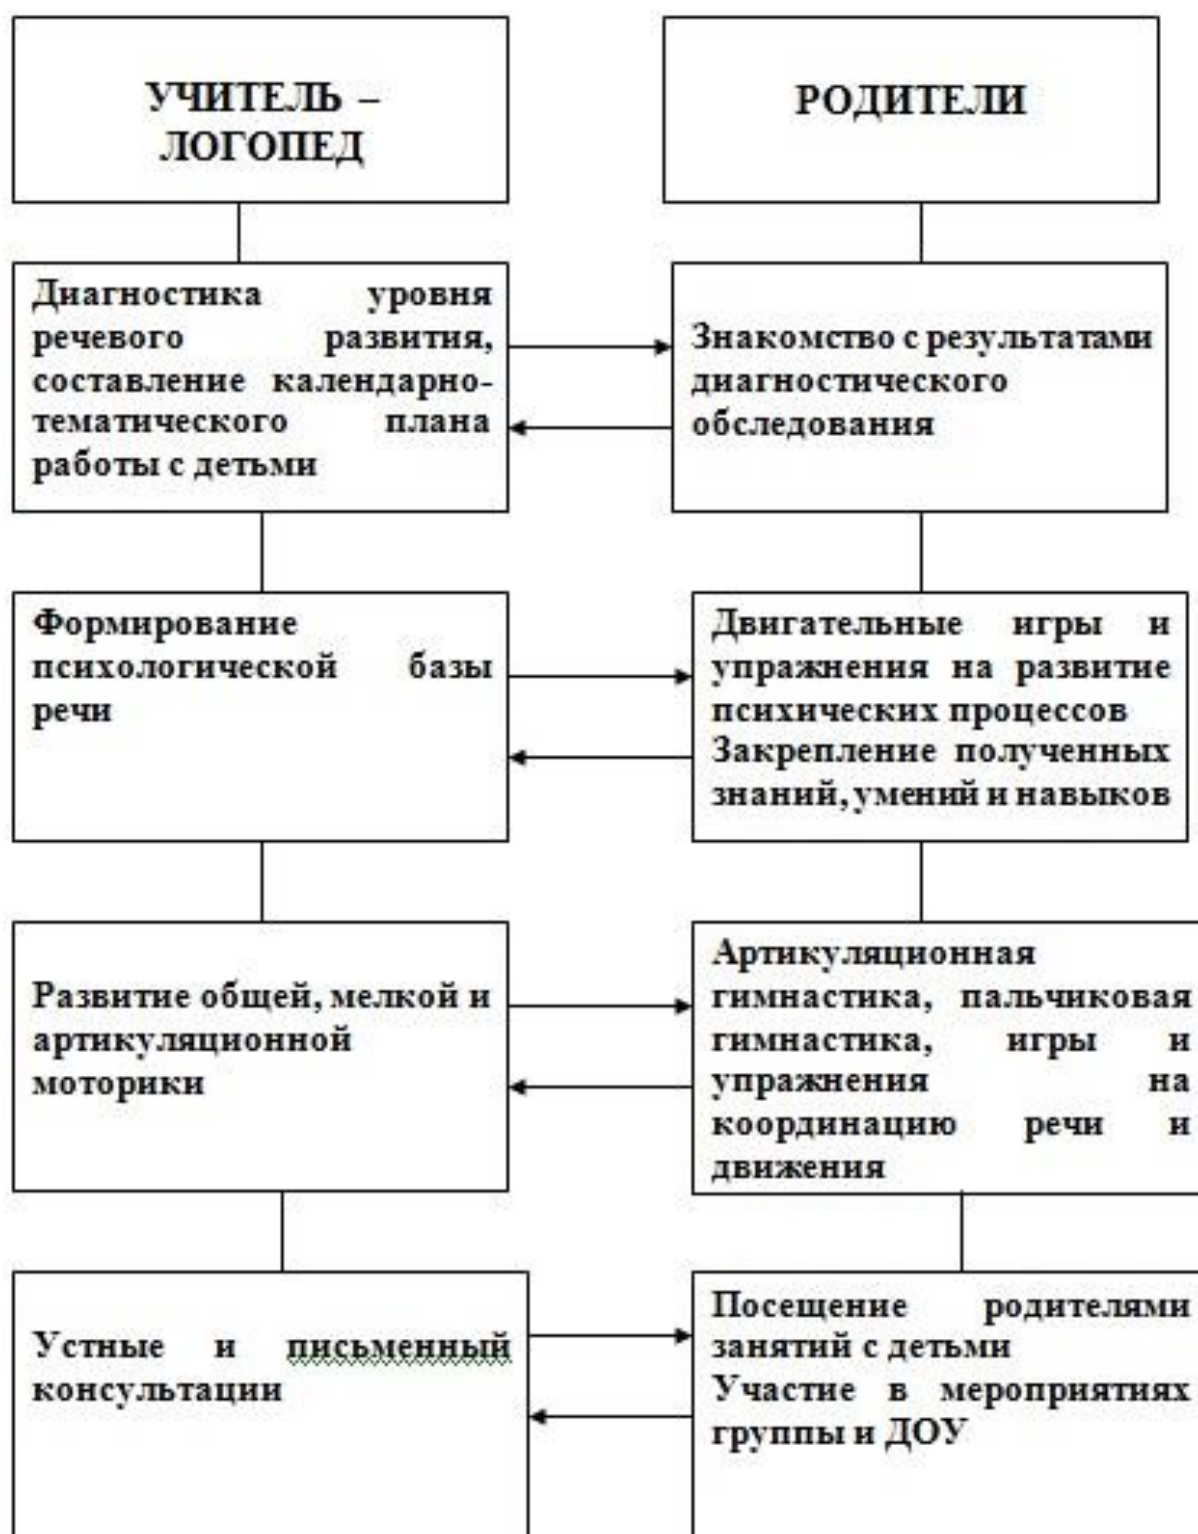 УЧИТЕЛЬ –
ЛОГОПЕД
РОДИТЕЛИ
Диагностика уровня
речевого развития,
составление календарно-
тематического плана
работы с детьми
Знакомство с результатами
диагностического
обследования
Формирование
психологической базы
речи
Двигательные игры и
упражнения на развитие
психических процессов
Закрепление полученных
знаний, умений и навыков
Развитие общей, мелкой и
артикуляционной
моторики
Артикуляционная
гимнастика, пальчиковая
гимнастика, игры и
упражнения на
координацию речи и
движения
Устные и письменный
консультации
Посещение родителями
занятий с детьми
Участие в мероприятиях
группы и ДОУ